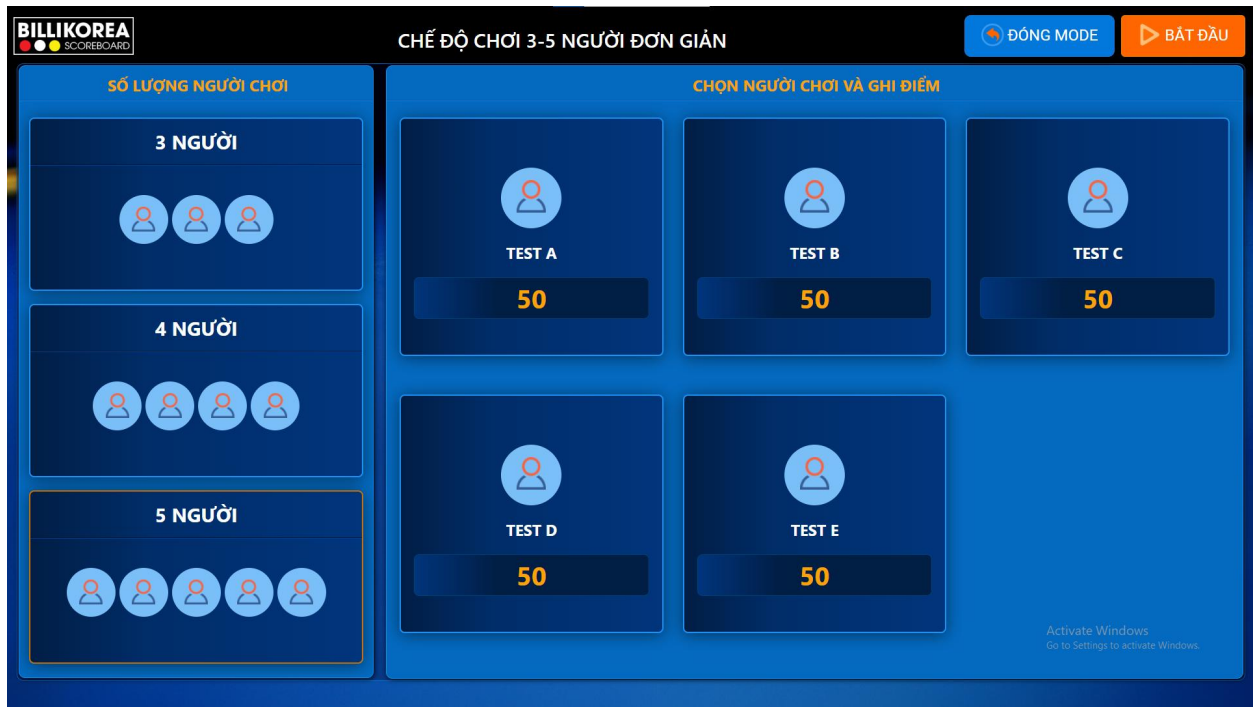 BILLIKOREA
SCOREBOARD
CHẾ ĐỘ CHƠI 3-5 NGƯỜI ĐƠN GIẢN
ĐÓNG MODE
BẮT ĐẦU
SỐ LƯỢNG NGƯỜI CHƠI
3 NGƯỜI
4 NGƯỜI
5 NGƯỜI
CHỌN NGƯỜI CHƠI VÀ GHI ĐIỂM
TEST A
50
TEST B
50
TEST C
50
TEST D
50
TEST E
50
Activate Windows
Go to Settings to activate Windows.